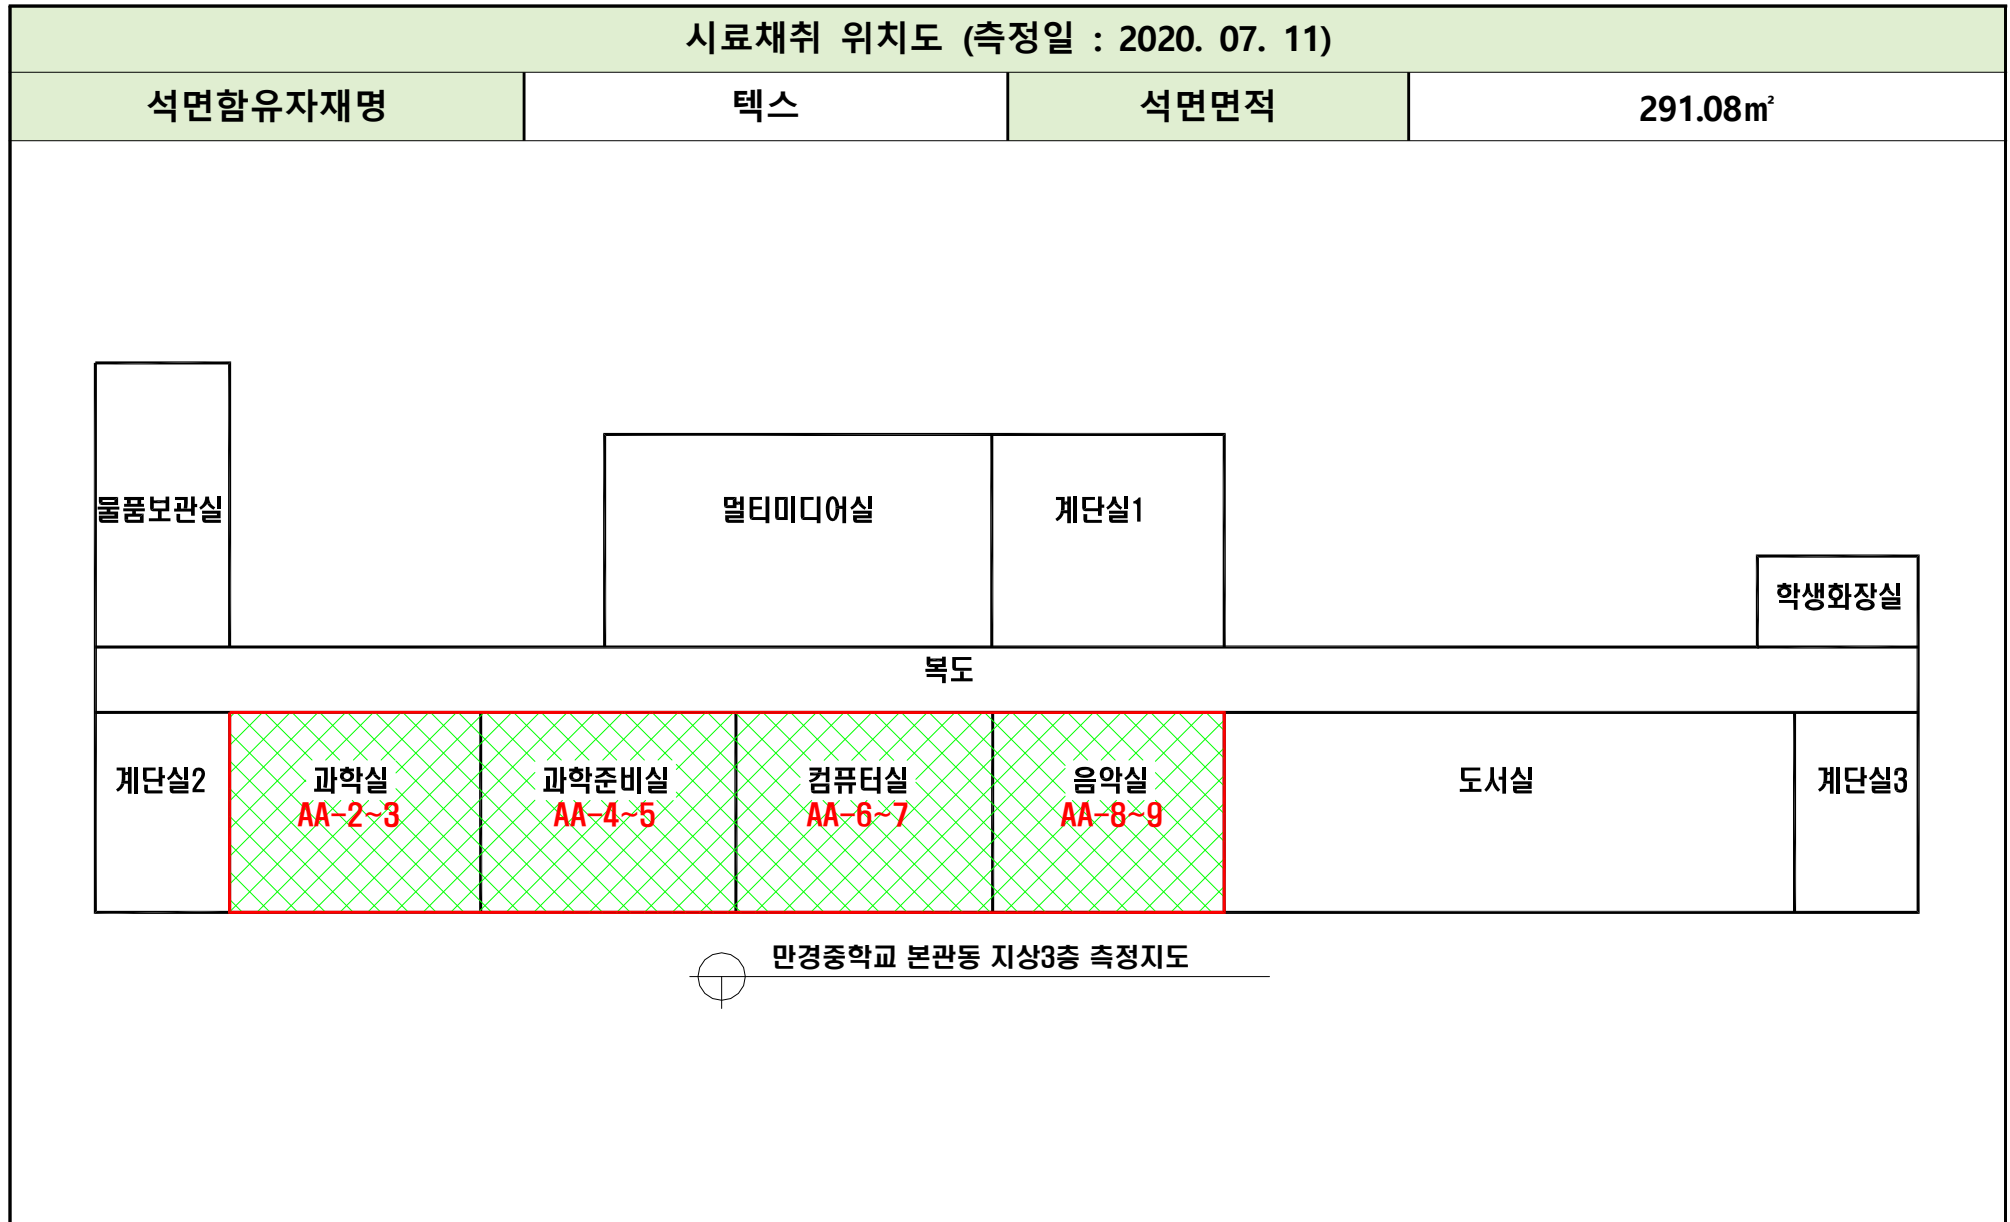 시료채취 위치도 (측정일 : 2020. 07. 11)
석면함유자재명 텍스 석면면적 291.08㎡
물품보관실 멀티미디어실 계단실1
학생화장실
복도
계단실2 과학실 과학준비실 컴퓨터실 음악실 도서실 계단실3
AA-2~3 AA-4~5 AA-6~7 AA-8~9
만경중학교 본관동 지상3층 측정지도